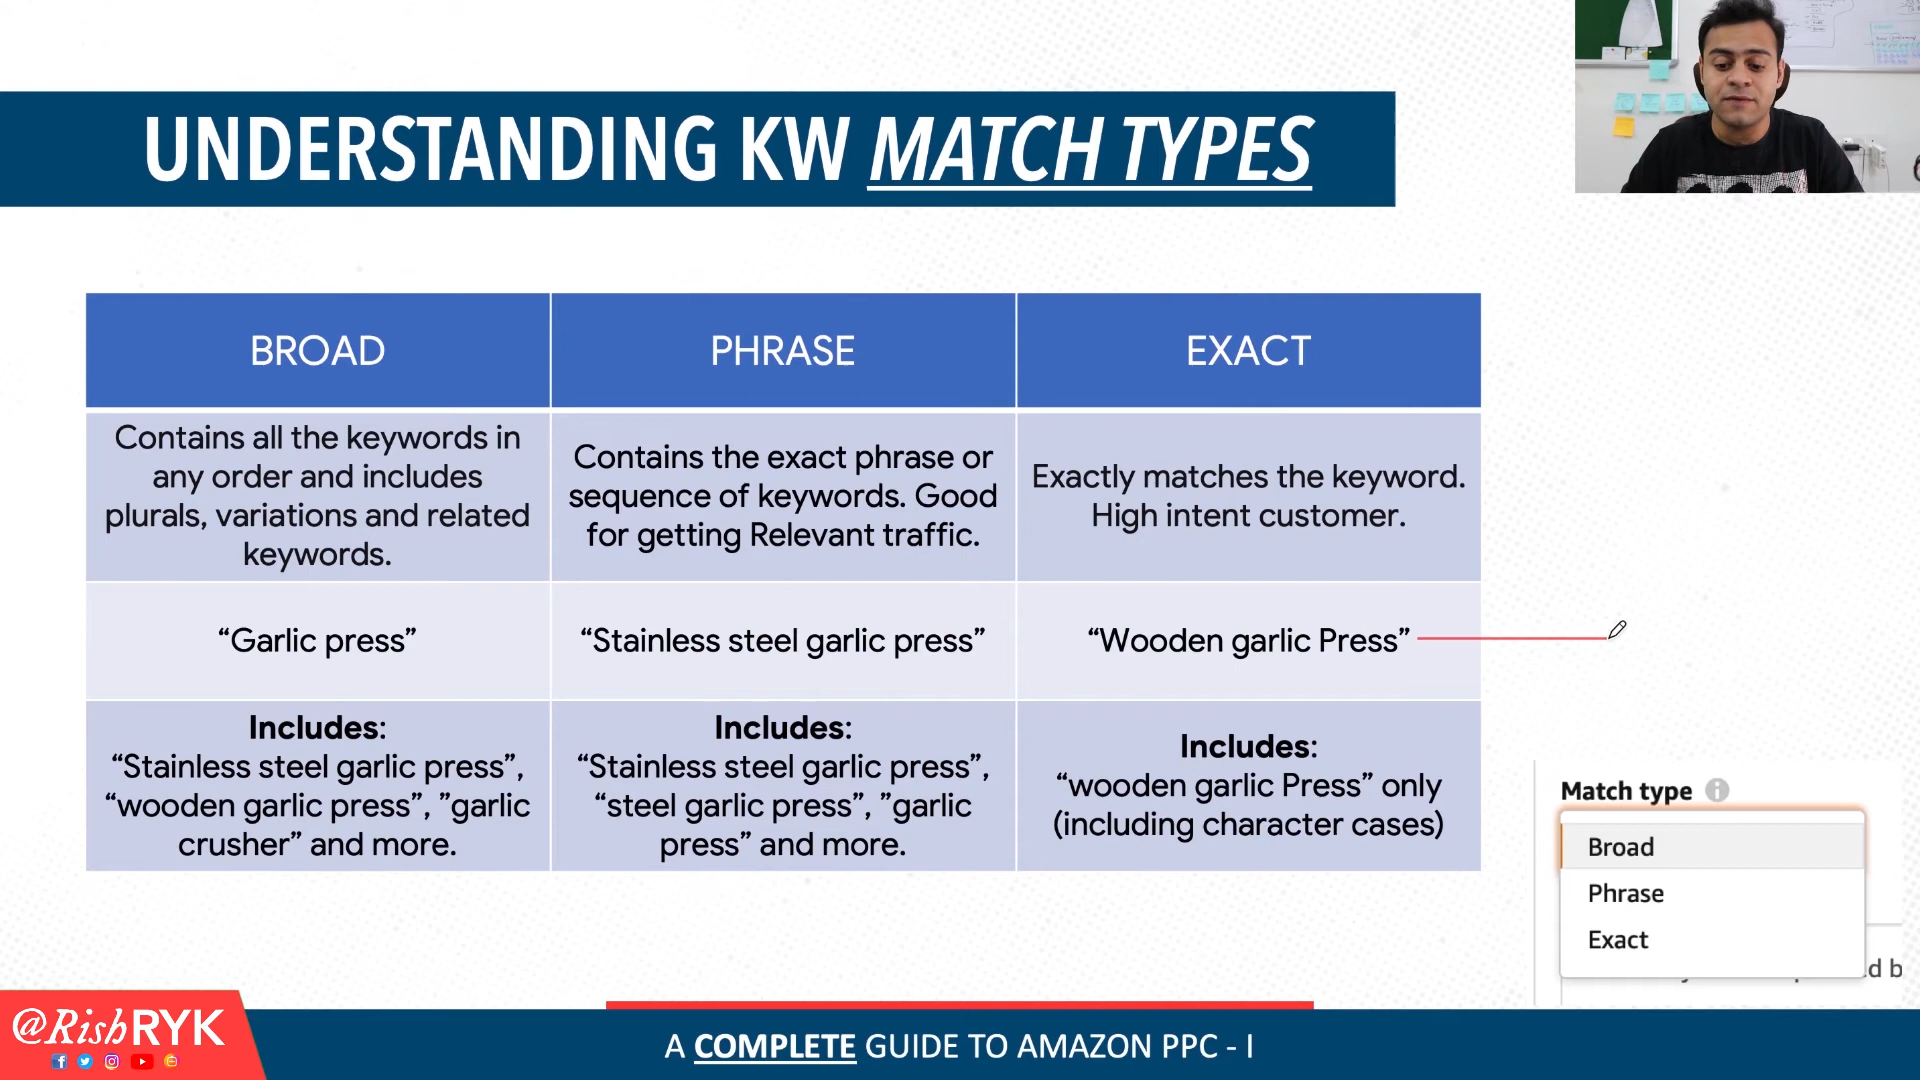 UNDERSTANDING KW MATCH TYPES
BROAD
PHRASE
EXACT
Contains all the keywords in
any order and includes
plurals, variations and related
keywords.
Contains the exact phrase or
sequence of keywords. Good
for getting Relevant traffic.
Exactly matches the keyword.
High intent customer.
“Garlic press”
“Stainless steel garlic press”
“Wooden garlic Press”
Includes:
“Stainless steel garlic press”,
“wooden garlic press”, ”garlic
crusher” and more.
Includes:
“Stainless steel garlic press”,
“steel garlic press”, ”garlic
press” and more.
Includes:
“wooden garlic Press” only
(including character cases)
Match type
Broad
Phrase
Exact
d b
@RishRYK
A COMPLETE GUIDE TO AMAZON PPC - I